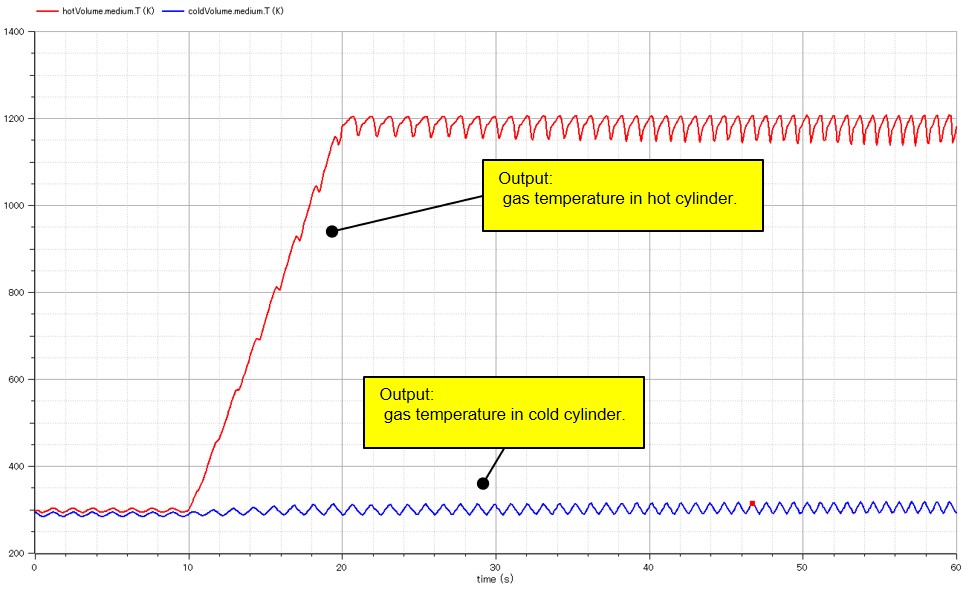 hotVolume.medium.T (K) coldVolume.medium.T (K)
1400
1200
1000
800
600
400
200
Output:
gas temperature in hot cylinder.
Output:
gas temperature in cold cylinder.
0 10 20 30 40 50 60
time (s)